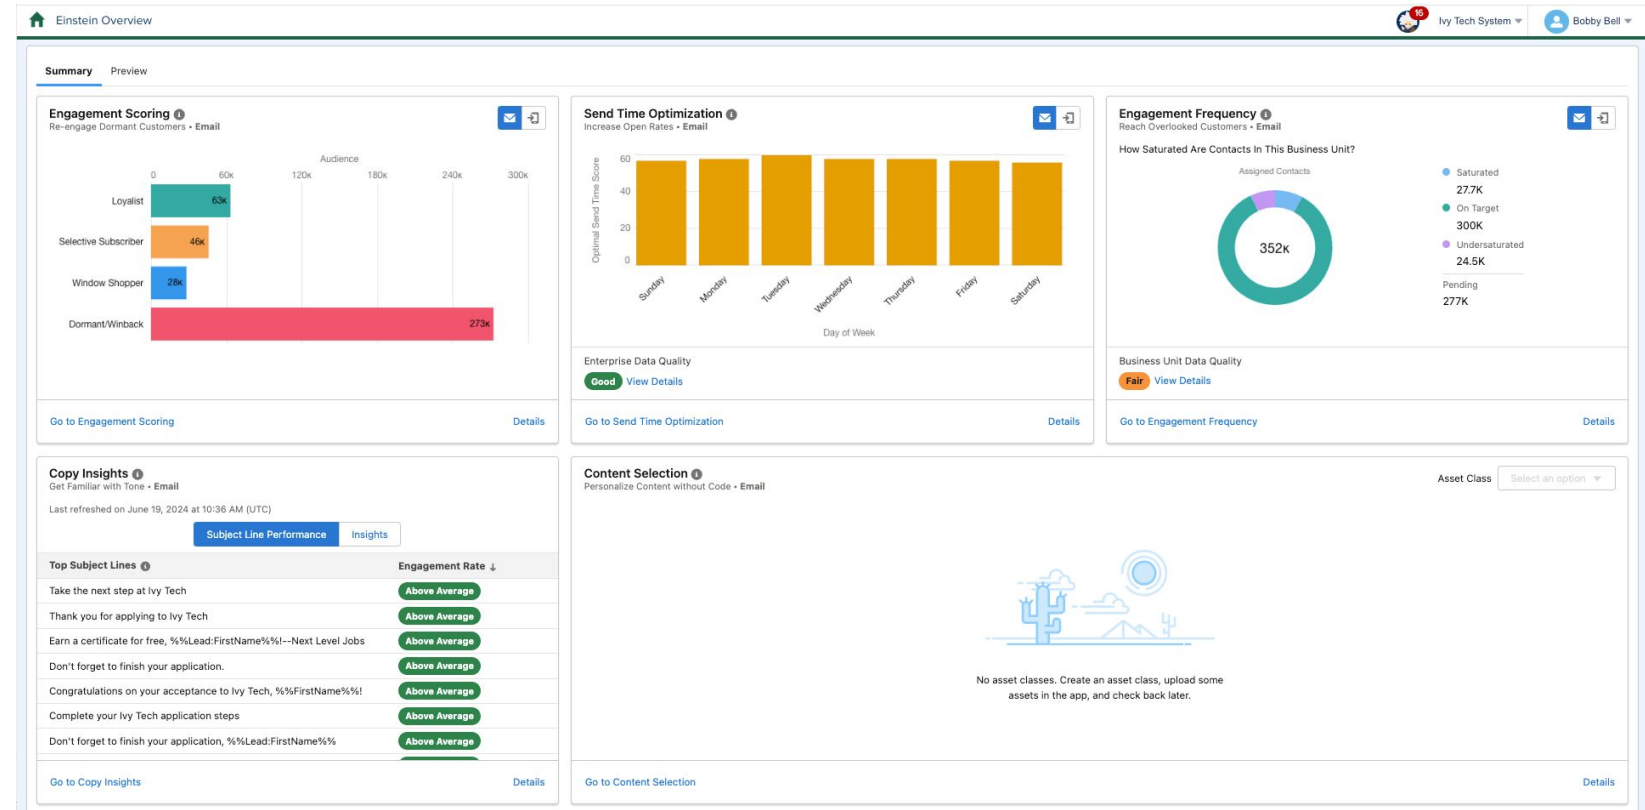 Einstein Overview
16
Ivy Tech System
Bobby Bell
Summary
Preview
Engagement Scoring
Re-engage Dormant Customers • Email
Audience
0 60K 120K 180K 240K 300K
Loyalist 63K
Selective Subscriber 46K
Window Shopper 28K
Dormant/Winback 273K
Go to Engagement Scoring
Details
Send Time Optimization
Increase Open Rates • Email
Optimal Send Time Score
60
40
20
0
Sunday Monday Tuesday Wednesday Thursday Friday Saturday
Day of Week
Enterprise Data Quality
Good View Details
Go to Send Time Optimization
Details
Engagement Frequency
Reach Overlooked Customers • Email
How Saturated Are Contacts In This Business Unit?
Assigned Contacts
352K
Saturated
27.7K
On Target
300K
Undersaturated
24.5K
Pending
277K
Business Unit Data Quality
Fair View Details
Go to Engagement Frequency
Details
Copy Insights
Get Familiar with Tone • Email
Last refreshed on June 19, 2024 at 10:36 AM (UTC)
Subject Line Performance Insights
Top Subject Lines Engagement Rate ↓
Take the next step at Ivy Tech Above Average
Thank you for applying to Ivy Tech Above Average
Earn a certificate for free, %%Lead:FirstName%%!--Next Level Jobs Above Average
Don't forget to finish your application. Above Average
Congratulations on your acceptance to Ivy Tech, %%FirstName%%! Above Average
Complete your Ivy Tech application steps Above Average
Don't forget to finish your application, %%Lead:FirstName%% Above Average
Go to Copy Insights
Details
Content Selection
Personalize Content without Code • Email
Asset Class Select an option
No asset classes. Create an asset class, upload some
assets in the app, and check back later.
Go to Content Selection
Details